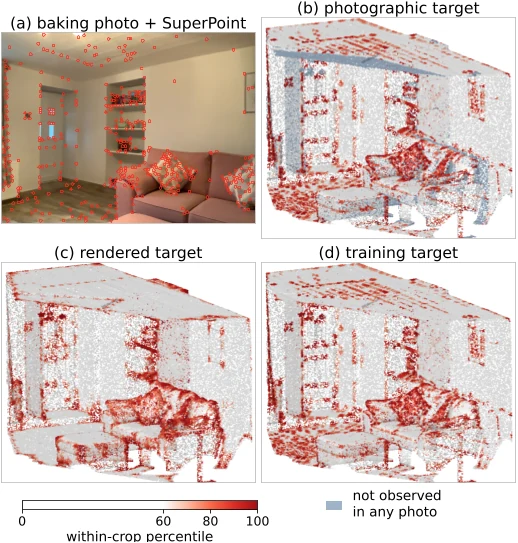 (a) baking photo + SuperPoint
(b) photographic target
(c) rendered target
(d) training target
0 60 80 100
within-crop percentile
not observed
in any photo